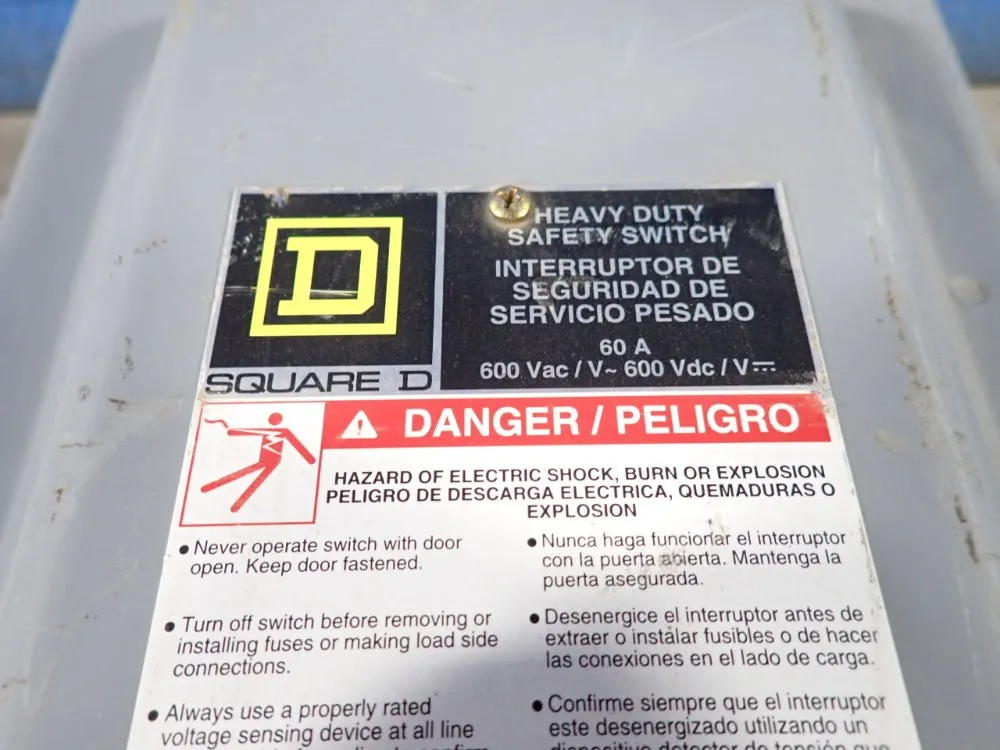 D
SQUARE D
HEAVY DUTY
SAFETY SWITCH
INTERRUPTOR DE
SEGURIDAD DE
SERVICIO PESADO
60 A
600 Vac / V~ 600 Vdc / V⎓
DANGER / PELIGRO
HAZARD OF ELECTRIC SHOCK, BURN OR EXPLOSION
PELIGRO DE DESCARGA ELECTRICA, QUEMADURAS O
EXPLOSION
• Never operate switch with door
open. Keep door fastened.
• Turn off switch before removing or
installing fuses or making load side
connections.
• Always use a properly rated
voltage sensing device at all line
• Nunca haga funcionar el interruptor
con la puerta abierta. Mantenga la
puerta asegurada.
• Desenergice el interruptor antes de
extraer o instalar fusibles o de hacer
las conexiones en el lado de carga.
• Confirme siempre que el interruptor
este desenergizado utilizando un
dispositivo detector de tensión que